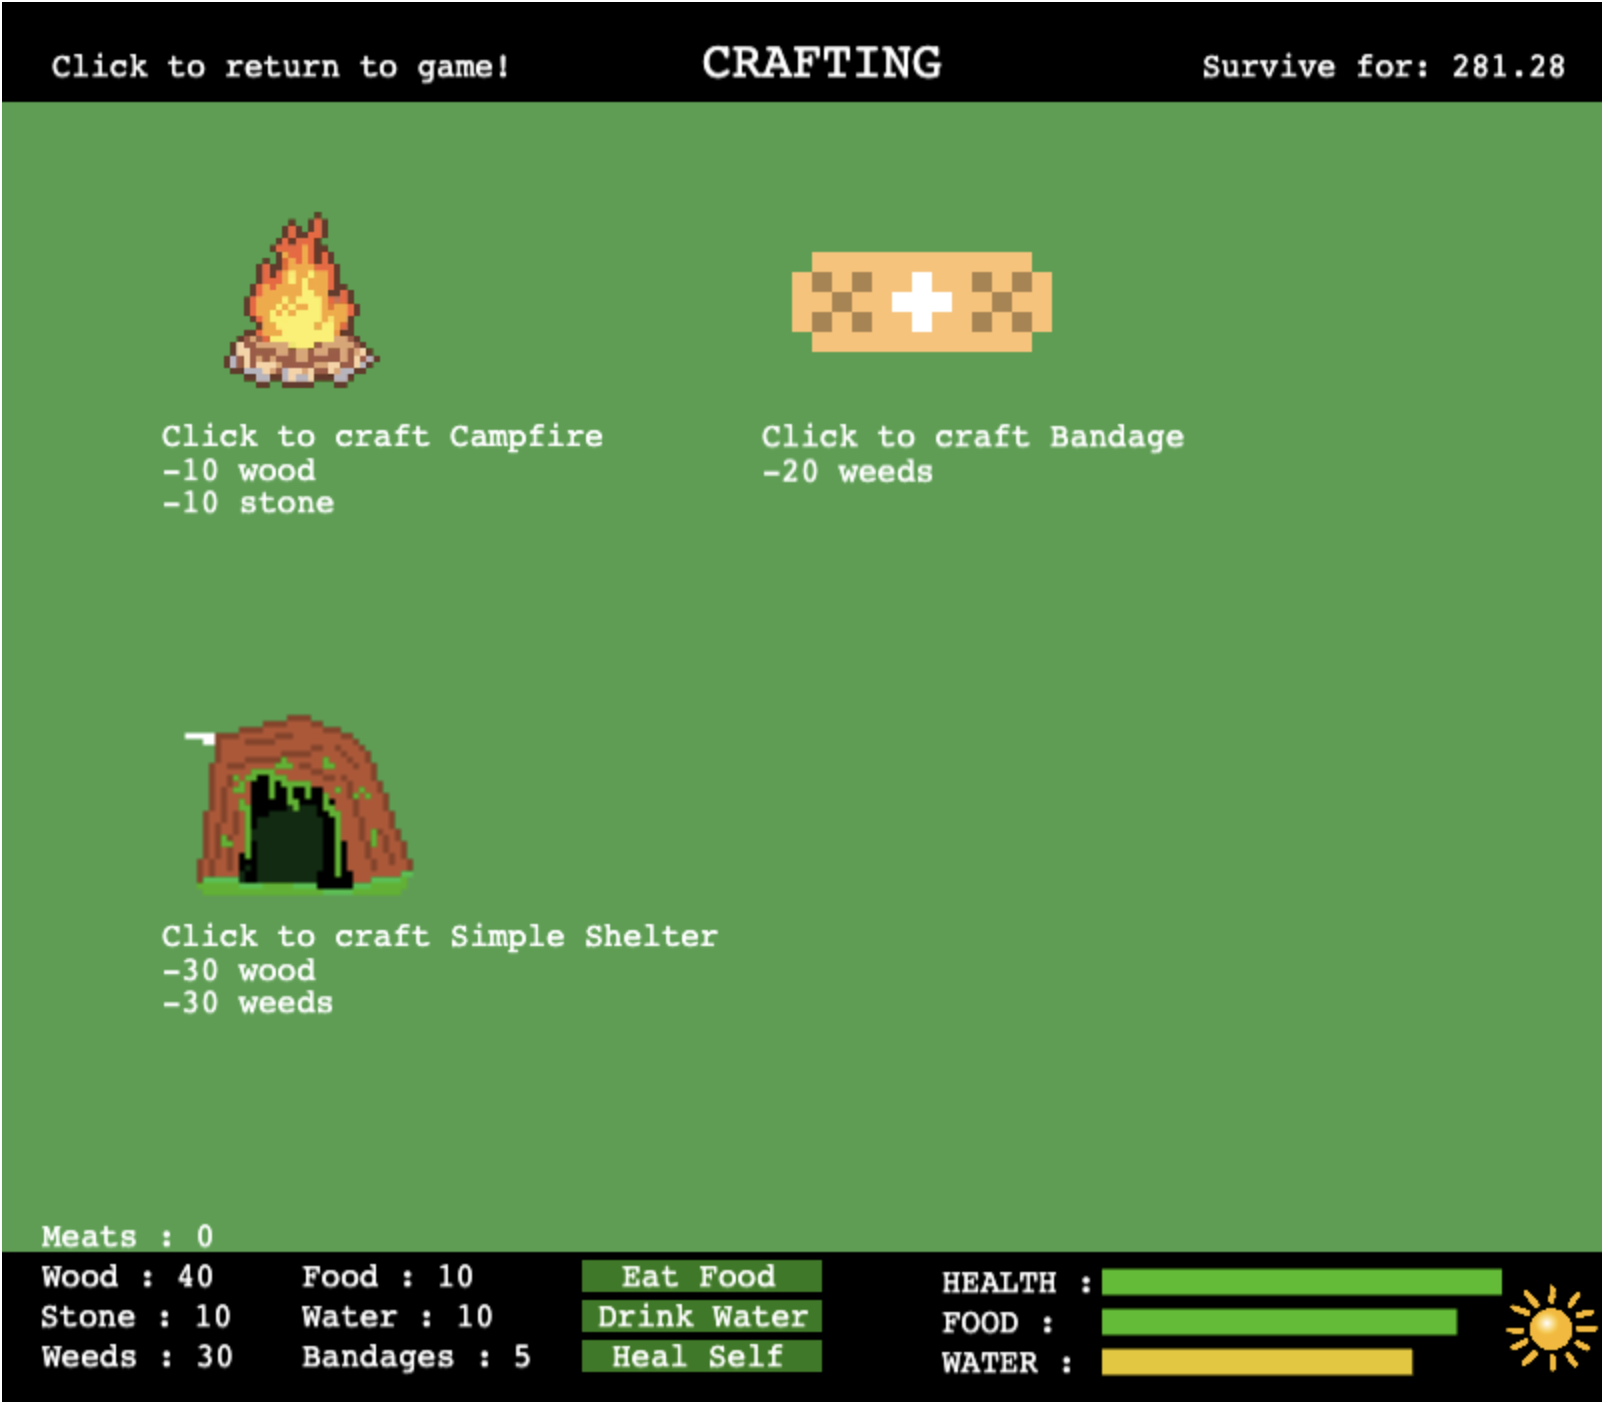 Click to return to game!
CRAFTING
Survive for: 281.28
Click to craft Campfire
-10 wood
-10 stone
Click to craft Bandage
-20 weeds
Click to craft Simple Shelter
-30 wood
-30 weeds
Meats : 0
Wood : 40
Food : 10
Eat Food
Stone : 10
Water : 10
Drink Water
Weeds : 30
Bandages : 5
Heal Self
HEALTH :
FOOD :
WATER :